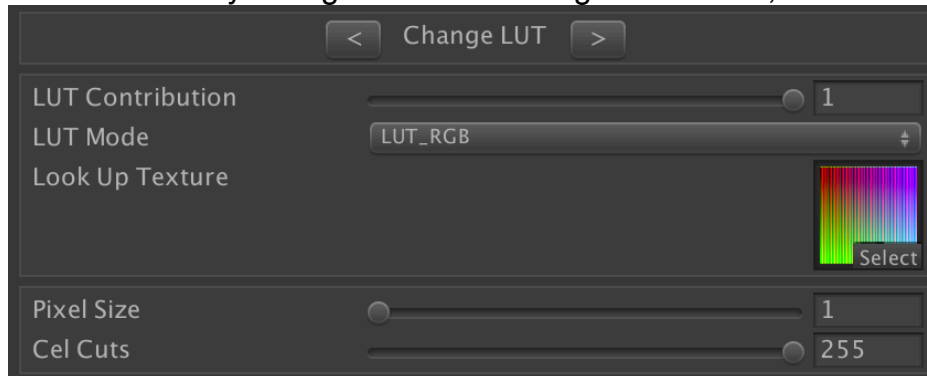 < Change LUT >
LUT Contribution 1
LUT Mode LUT_RGB
Look Up Texture
Select
Pixel Size 1
Cel Cuts 255